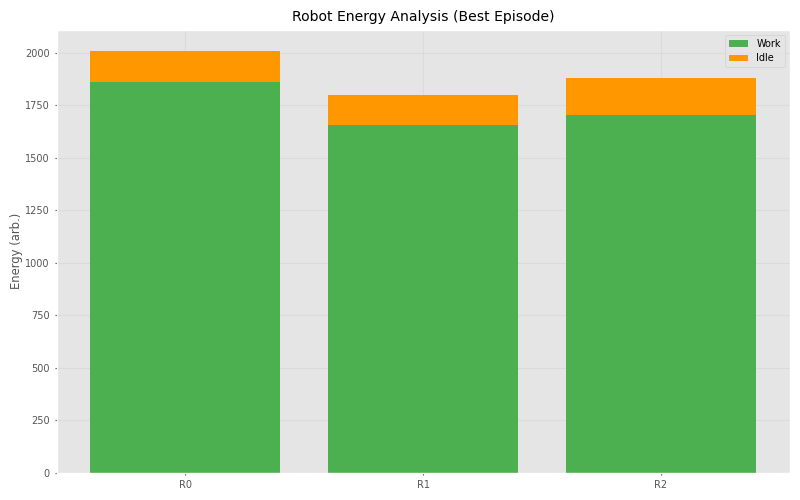 Robot Energy Analysis (Best Episode)
Work
Idle
Energy (arb.)
2000
1750
1500
1250
1000
750
500
250
0
R0
R1
R2